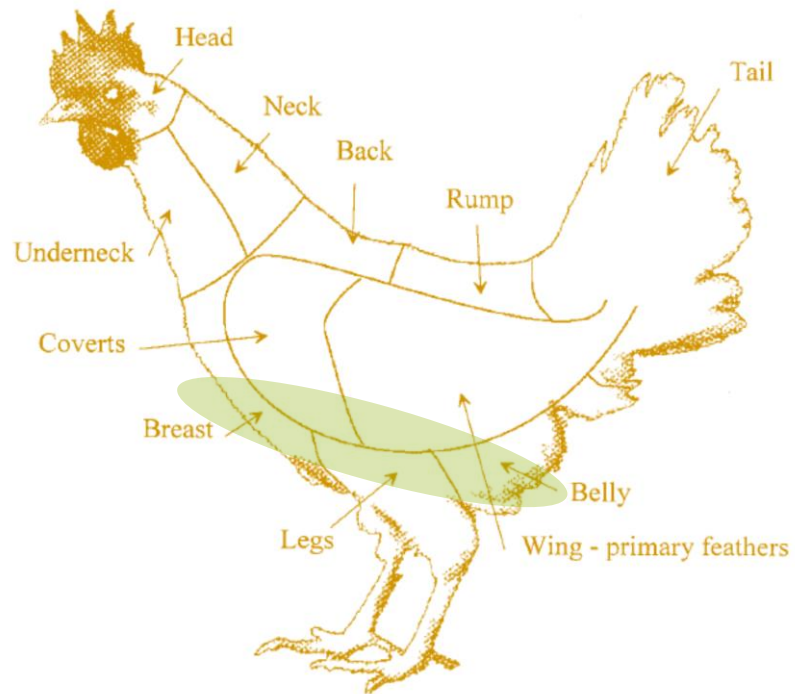 Head
Tail
Neck
Back
Rump
Underneck
Coverts
Breast
Belly
Legs
Wing - primary feathers